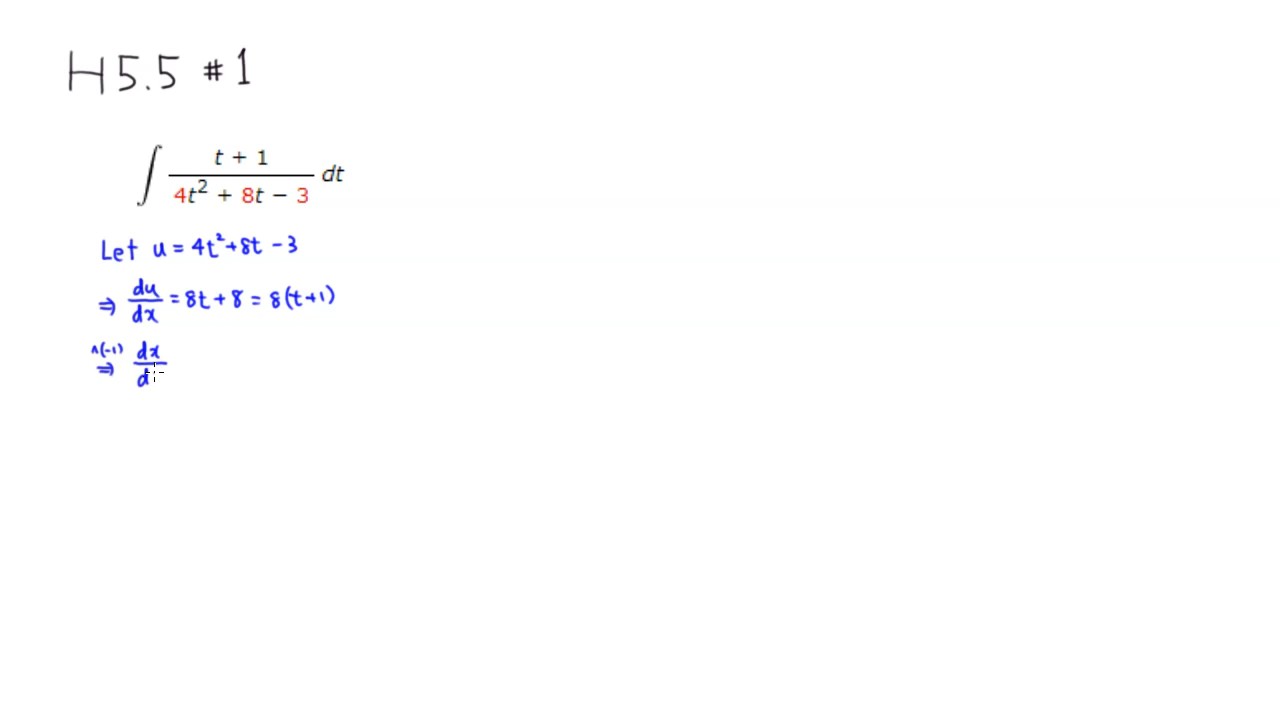 H5.5 #1
∫ (t + 1)/(4t² + 8t − 3) dt
Let u = 4t²+8t -3
⇒ du/dx = 8t + 8 = 8(t+1)
^(-1) ⇒ dx/d